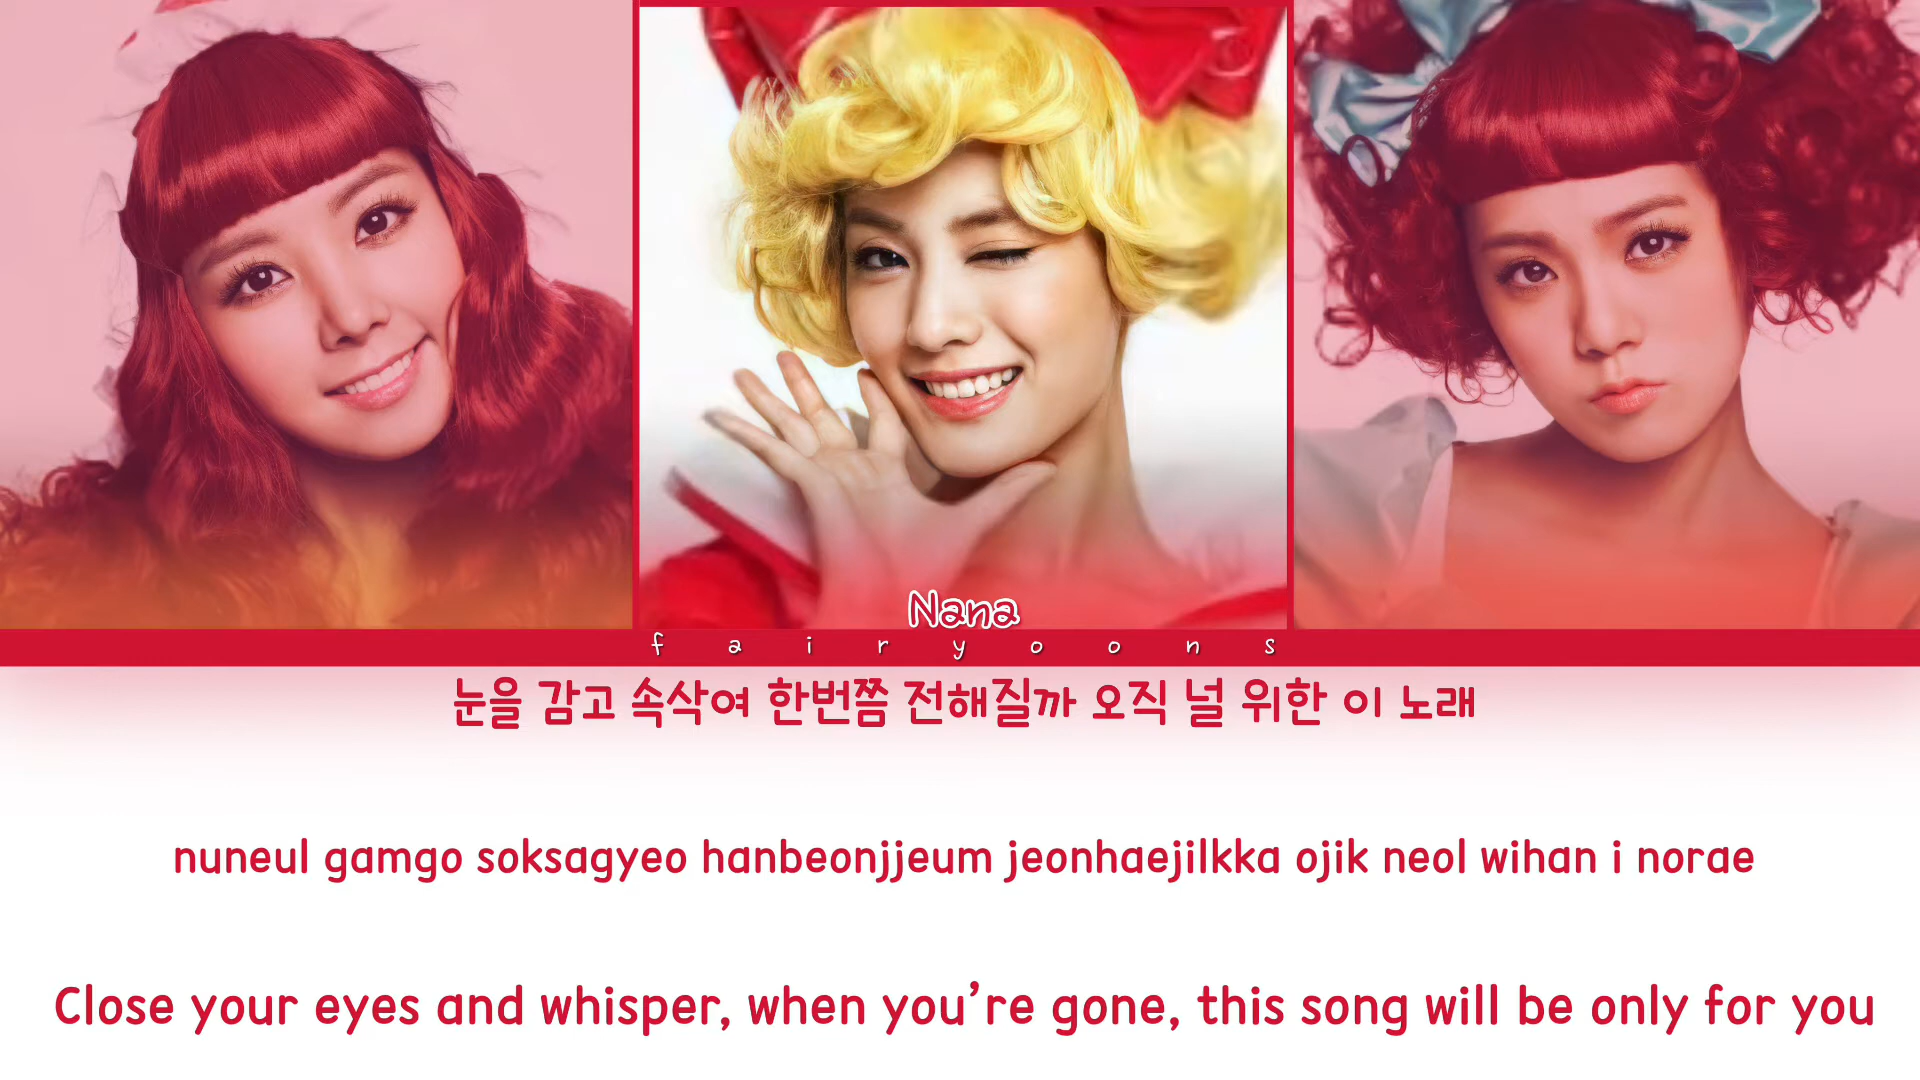 Nana
fairyoons
눈을 감고 속삭여 한번쯤 전해질까 오직 널 위한 이 노래
nuneul gamgo soksagyeo hanbeonjjeum jeonhaejilkka ojik neol wihan i norae
Close your eyes and whisper, when you're gone, this song will be only for you